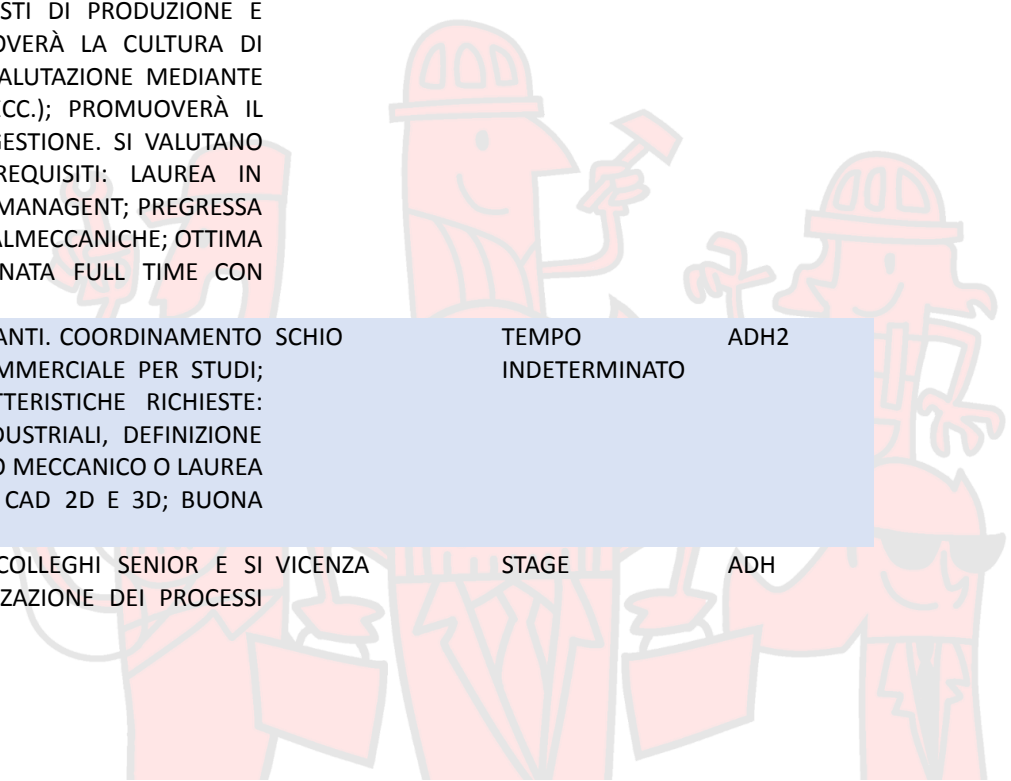 STI DI PRODUZIONE E
OVERÀ LA CULTURA DI
ALUTAZIONE MEDIANTE
ECC.); PROMUOVERÀ IL
GESTIONE. SI VALUTANO
REQUISITI: LAUREA IN
MANAGENT; PREGRESSA
ALMECCANICHE; OTTIMA
NATA FULL TIME CON
ANTI. COORDINAMENTO SCHIO TEMPO ADH2
MMERCIALE PER STUDI; INDETERMINATO
TTERISTICHE RICHIESTE:
DUSTRIALI, DEFINIZIONE
O MECCANICO O LAUREA
CAD 2D E 3D; BUONA
COLLEGHI SENIOR E SI VICENZA STAGE ADH
ZAZIONE DEI PROCESSI